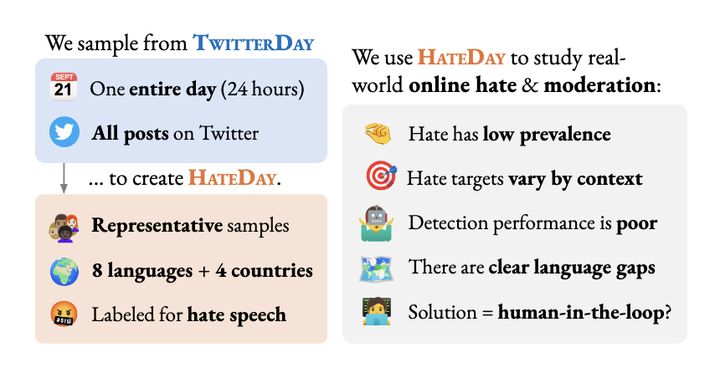 We sample from TWITTERDAY
SEPT
21
One entire day (24 hours)
All posts on Twitter
... to create HATEDAY.
Representative samples
8 languages + 4 countries
Labeled for hate speech
We use HATEDAY to study real-
world online hate & moderation:
Hate has low prevalence
Hate targets vary by context
Detection performance is poor
There are clear language gaps
Solution = human-in-the-loop?